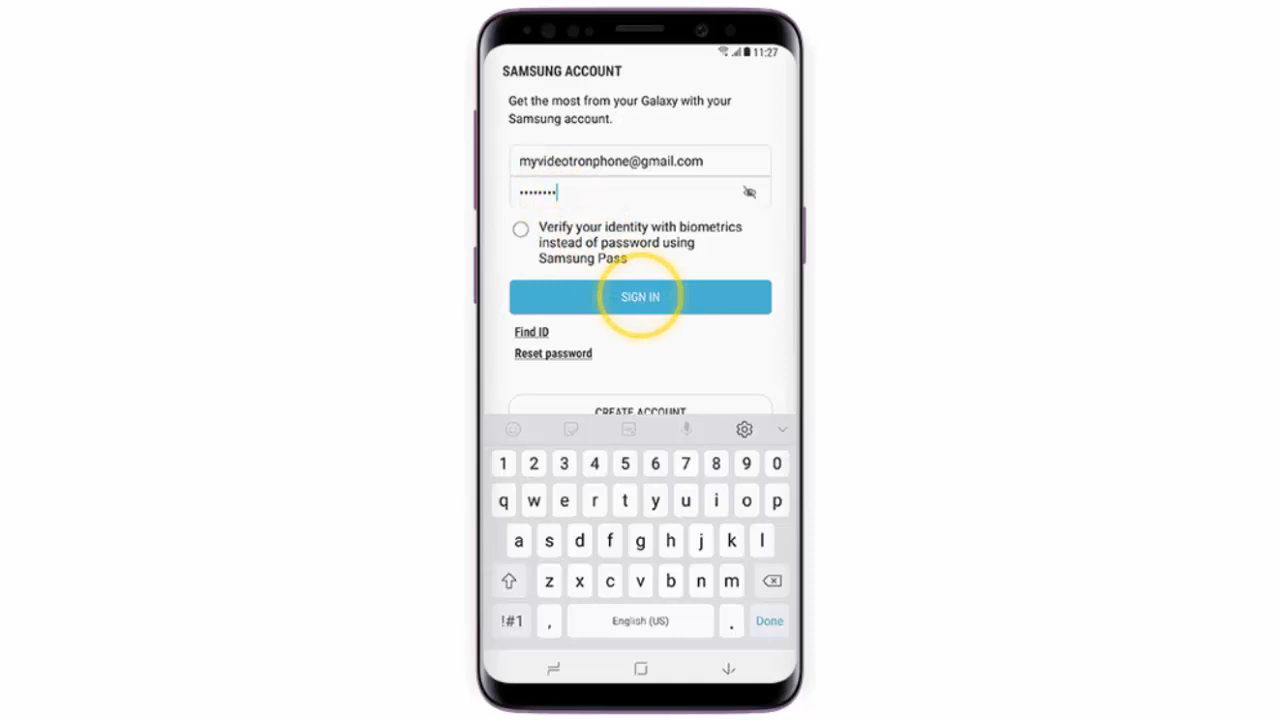 11:27
SAMSUNG ACCOUNT
Get the most from your Galaxy with your
Samsung account.
myvideotronphone@gmail.com
••••••••
Verify your identity with biometrics
instead of password using
Samsung Pass
SIGN IN
Find ID
Reset password
CREATE ACCOUNT
1 2 3 4 5 6 7 8 9 0
q w e r t y u i o p
a s d f g h j k l
z x c v b n m
!#1 , English (US) . Done